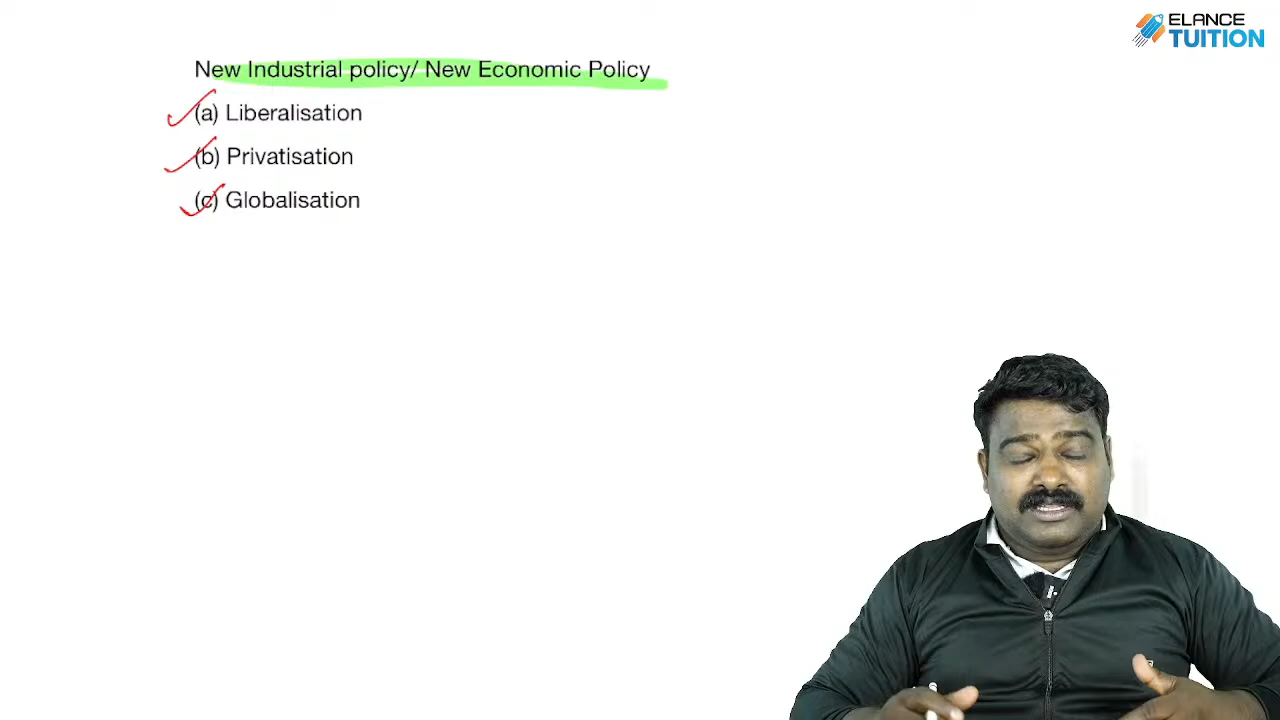 ELANCE
TUITION
New Industrial policy/ New Economic Policy
(a) Liberalisation
(b) Privatisation
(c) Globalisation